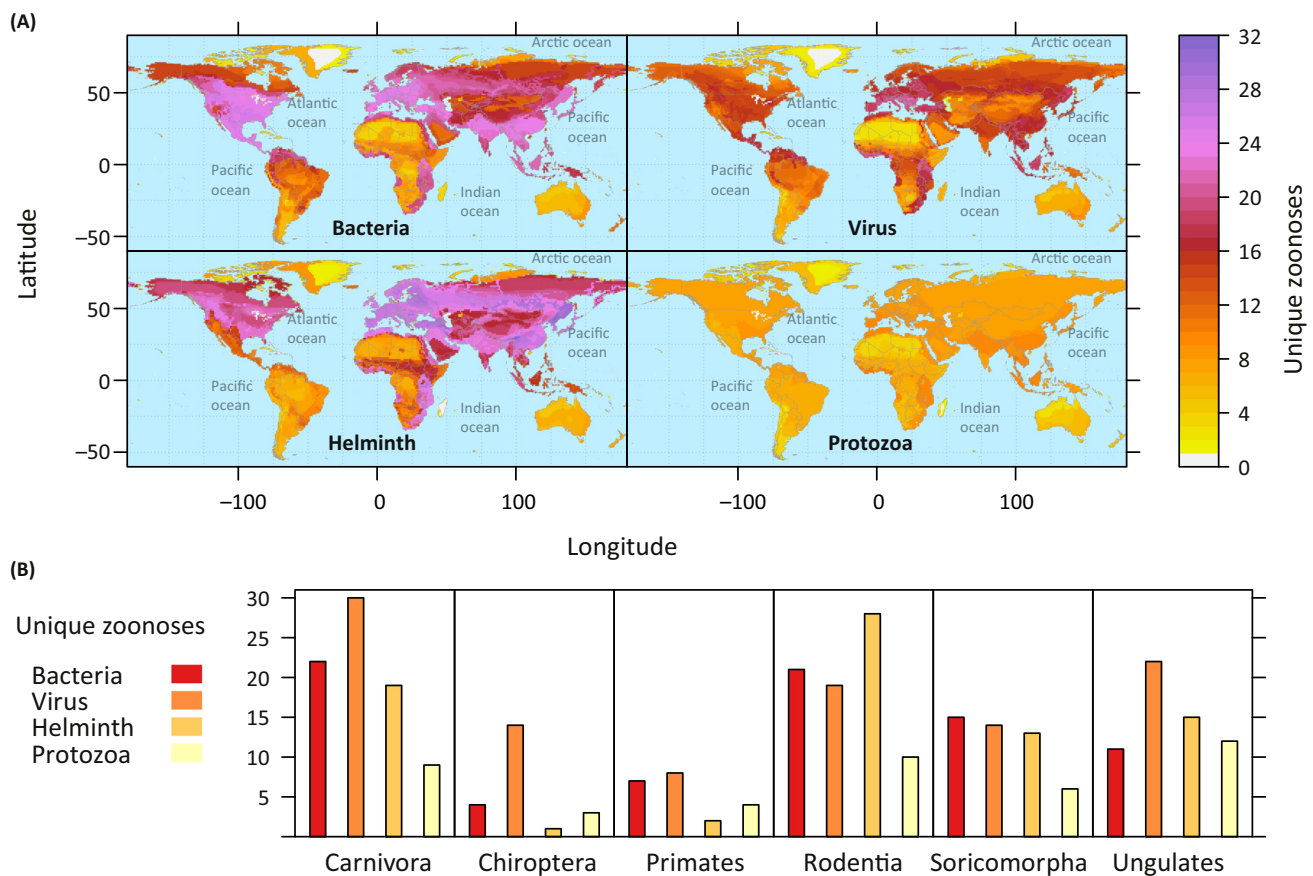 (A)
Arctic ocean
Arctic ocean
Atlantic
ocean
Pacific
ocean
Pacific
ocean
Indian
ocean
Bacteria
Atlantic
ocean
Pacific
ocean
Pacific
ocean
Indian
ocean
Virus
Arctic ocean
Arctic ocean
Atlantic
ocean
Pacific
ocean
Pacific
ocean
Indian
ocean
Helminth
Atlantic
ocean
Pacific
ocean
Pacific
ocean
Indian
ocean
Protozoa
50
0
−50
50
0
−50
Latitude
−100 0 100 −100 0 100
Longitude
32
28
24
20
16
12
8
4
0
Unique zoonoses
(B)
Unique zoonoses
Bacteria
Virus
Helminth
Protozoa
30
20
15
10
5
Carnivora Chiroptera Primates Rodentia Soricomorpha Ungulates